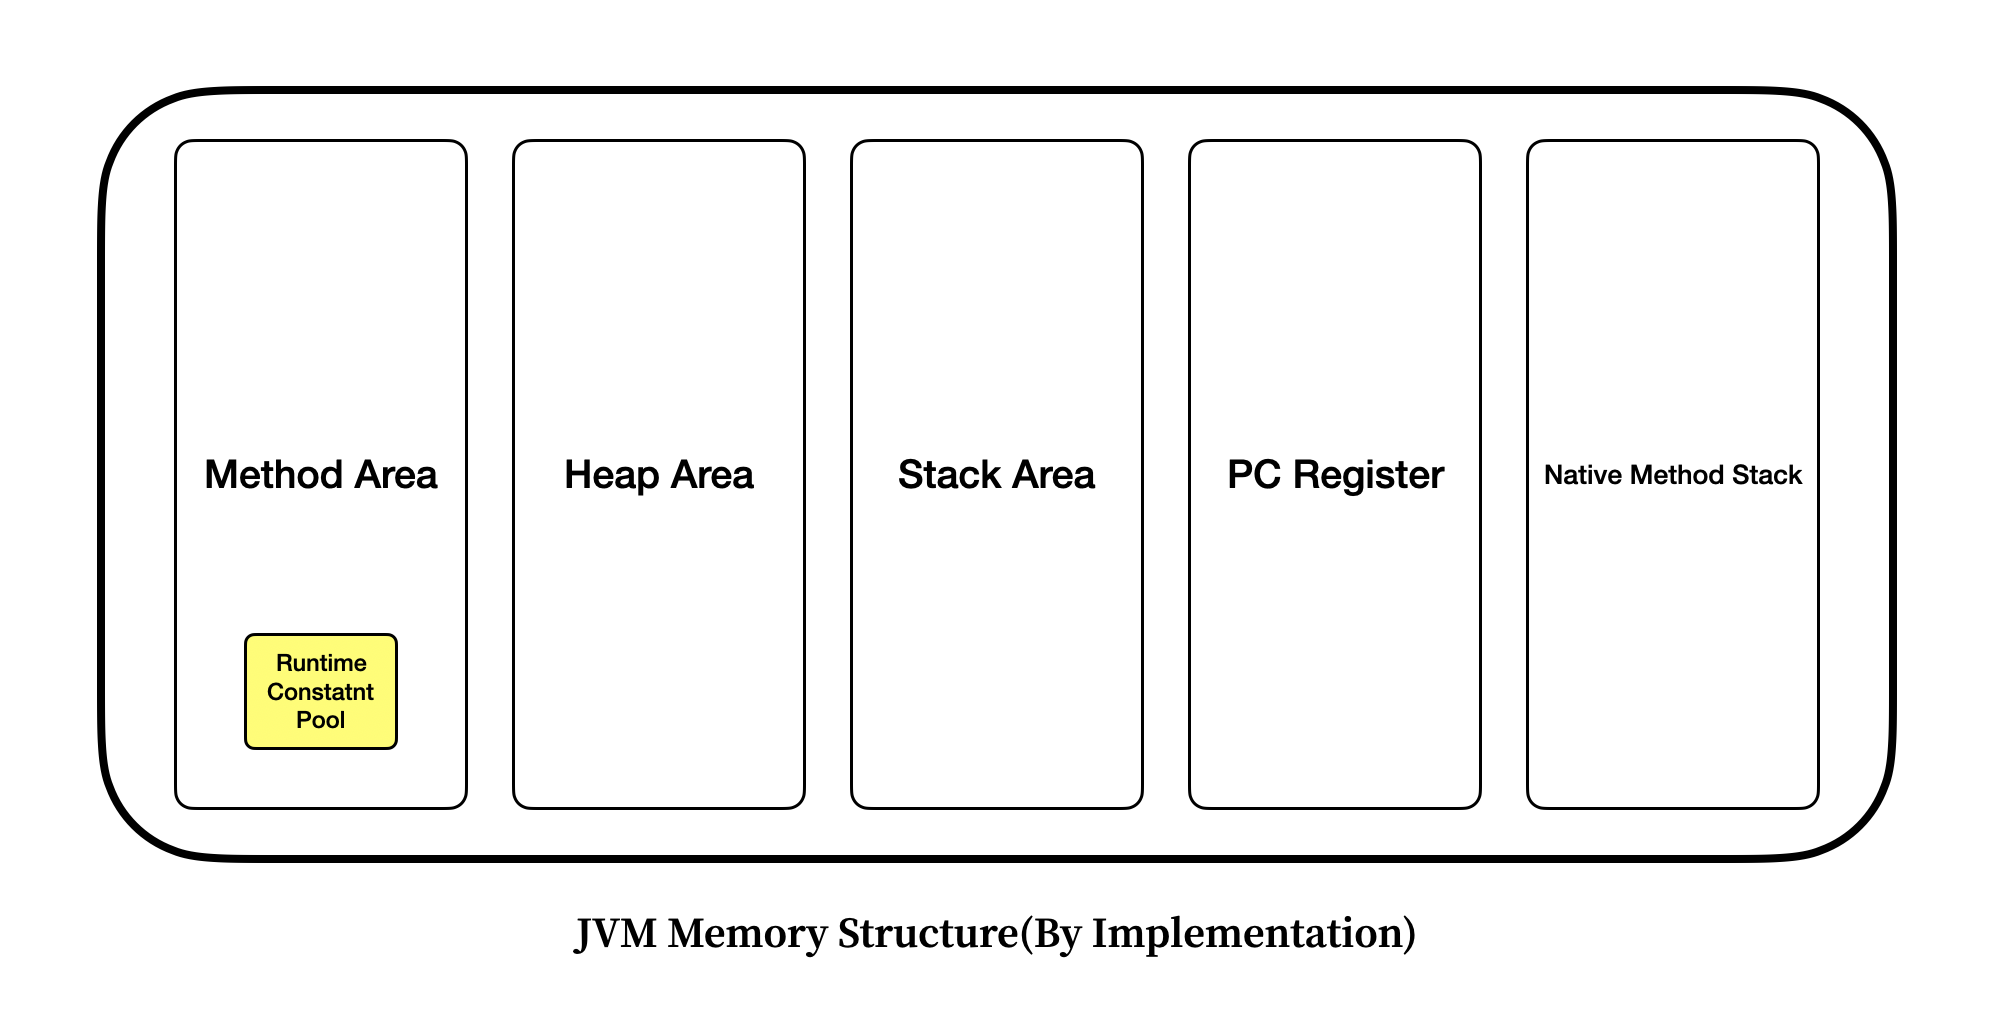 Method Area
Heap Area
Stack Area
PC Register
Native Method Stack
Runtime
Constatnt
Pool
JVM Memory Structure(By Implementation)